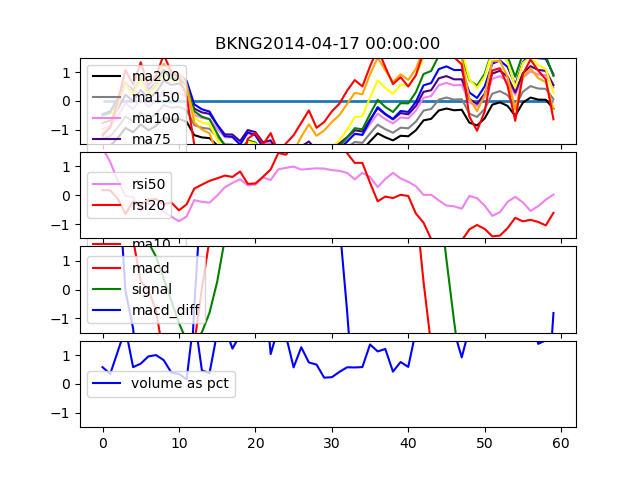 BKNG2014-04-17 00:00:00
1
0
−1
ma200
ma150
ma100
ma75
1
0
−1
rsi50
rsi20
ma10
1
0
−1
macd
signal
macd_diff
1
0
−1
volume as pct
0 10 20 30 40 50 60